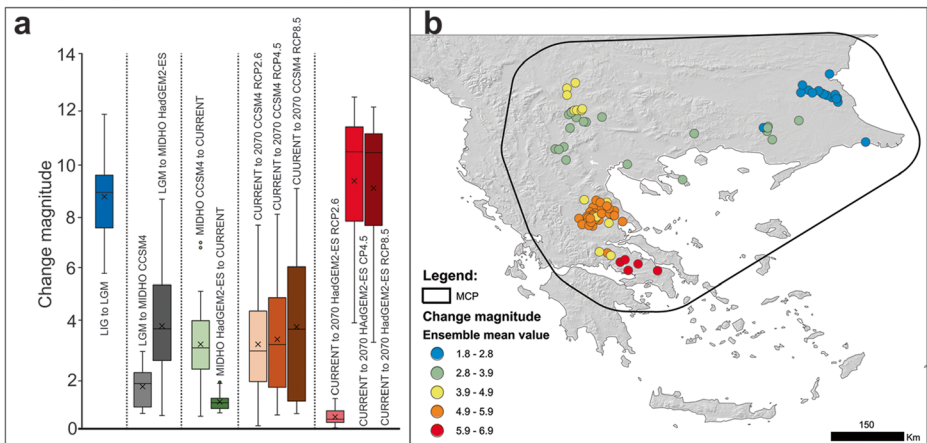 a
Change magnitude
14
12
10
8
6
4
2
0
LIG to LGM
LGM to MIDHO CCSM4
LGM to MIDHO HadGEM2-ES
MIDHO CCSM4 to CURRENT
MIDHO HadGEM2-ES to CURRENT
CURRENT to 2070 CCSM4 RCP2.6
CURRENT to 2070 CCSM4 RCP4.5
CUURENT to 2070 CCSM4 RCP8.5
CURRENT to 2070 HadGEM2-ES RCP2.6
CURRENT to 2070 HAdGEM2-ES CP4.5
CURRENT to 2070 HadGEM2-ES RCP8.5
b
Legend:
MCP
Change magnitude
Ensemble mean value
1.8 - 2.8
2.8 - 3.9
3.9 - 4.9
4.9 - 5.9
5.9 - 6.9
150
Km